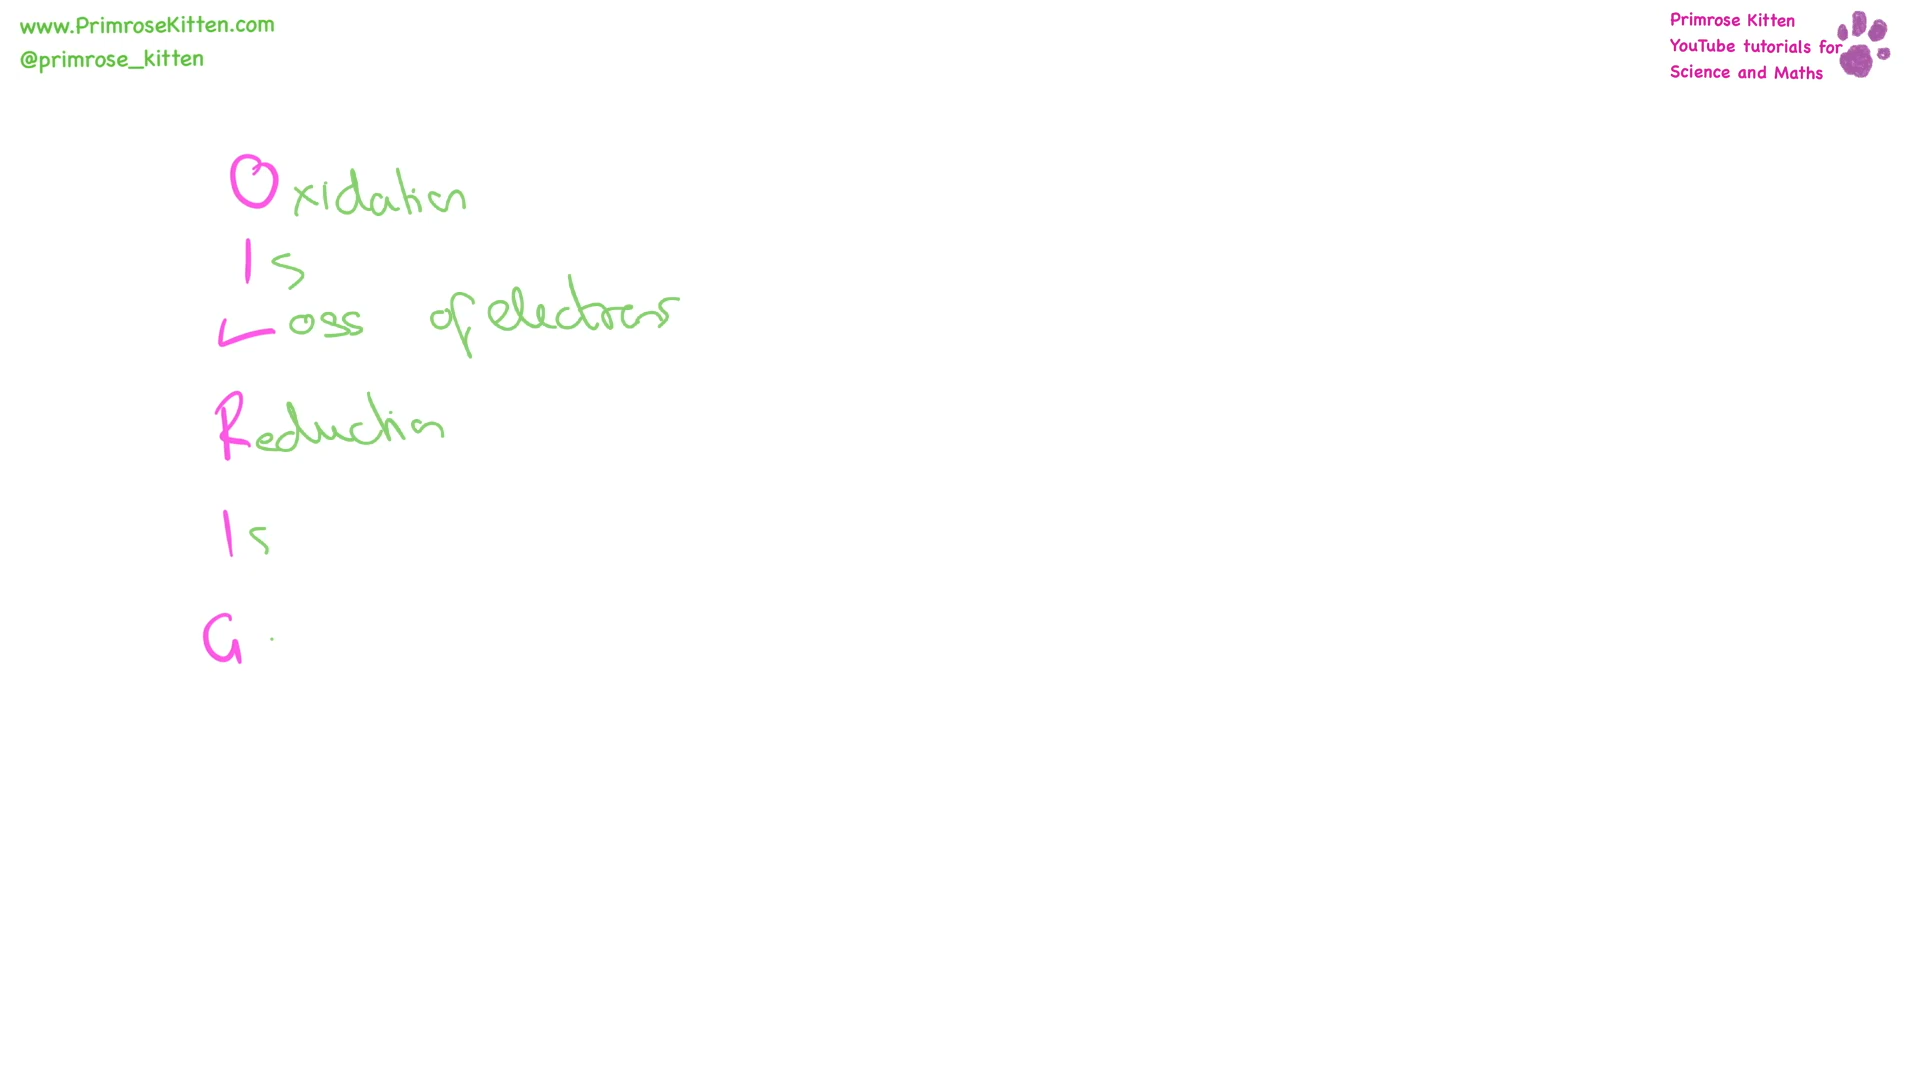 www.PrimroseKitten.com
@primrose_kitten
Primrose Kitten
YouTube tutorials for
Science and Maths
Oxidation
Is
Loss of electrons
Reduction
Is
G